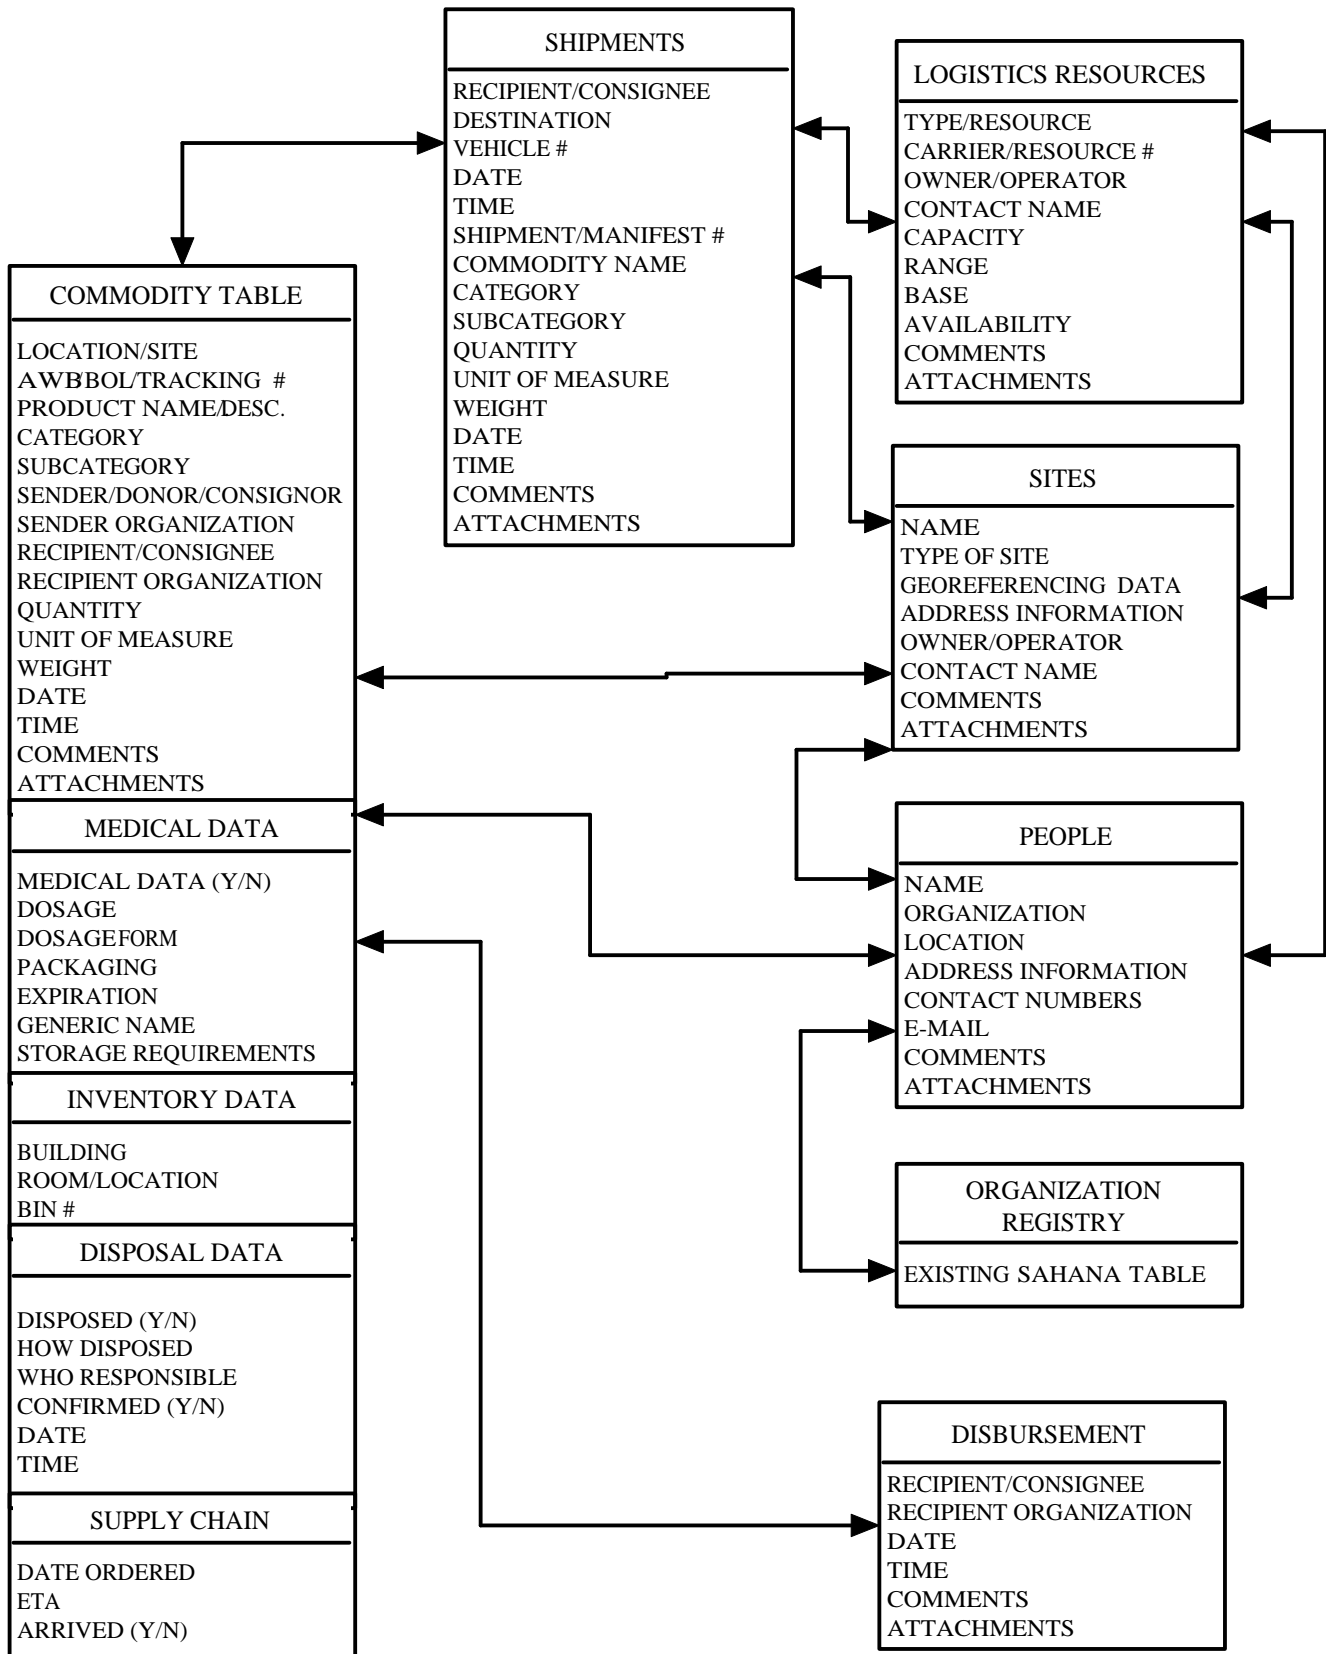 SHIPMENTS
RECIPIENT/CONSIGNEE
DESTINATION
VEHICLE #
DATE
TIME
SHIPMENT/MANIFEST #
COMMODITY NAME
CATEGORY
SUBCATEGORY
QUANTITY
UNIT OF MEASURE
WEIGHT
DATE
TIME
COMMENTS
ATTACHMENTS
LOGISTICS RESOURCES
TYPE/RESOURCE
CARRIER/RESOURCE #
OWNER/OPERATOR
CONTACT NAME
CAPACITY
RANGE
BASE
AVAILABILITY
COMMENTS
ATTACHMENTS
COMMODITY TABLE
LOCATION/SITE
AWB/BOL/TRACKING #
PRODUCT NAME/DESC.
CATEGORY
SUBCATEGORY
SENDER/DONOR/CONSIGNOR
SENDER ORGANIZATION
RECIPIENT/CONSIGNEE
RECIPIENT ORGANIZATION
QUANTITY
UNIT OF MEASURE
WEIGHT
DATE
TIME
COMMENTS
ATTACHMENTS
MEDICAL DATA
MEDICAL DATA (Y/N)
DOSAGE
DOSAGE FORM
PACKAGING
EXPIRATION
GENERIC NAME
STORAGE REQUIREMENTS
INVENTORY DATA
BUILDING
ROOM/LOCATION
BIN #
DISPOSAL DATA
DISPOSED (Y/N)
HOW DISPOSED
WHO RESPONSIBLE
CONFIRMED (Y/N)
DATE
TIME
SUPPLY CHAIN
DATE ORDERED
ETA
ARRIVED (Y/N)
SITES
NAME
TYPE OF SITE
GEOREFERENCING DATA
ADDRESS INFORMATION
OWNER/OPERATOR
CONTACT NAME
COMMENTS
ATTACHMENTS
PEOPLE
NAME
ORGANIZATION
LOCATION
ADDRESS INFORMATION
CONTACT NUMBERS
E-MAIL
COMMENTS
ATTACHMENTS
ORGANIZATION
REGISTRY
EXISTING SAHANA TABLE
DISBURSEMENT
RECIPIENT/CONSIGNEE
RECIPIENT ORGANIZATION
DATE
TIME
COMMENTS
ATTACHMENTS